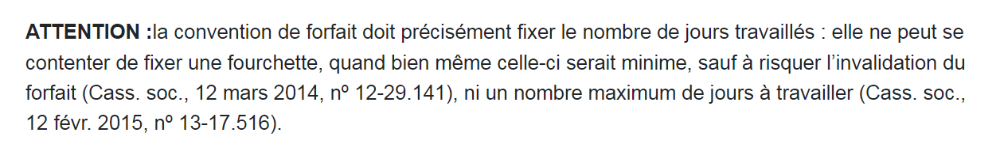 ATTENTION :la convention de forfait doit précisément fixer le nombre de jours travaillés : elle ne peut se
contenter de fixer une fourchette, quand bien même celle-ci serait minime, sauf à risquer l’invalidation du
forfait (Cass. soc., 12 mars 2014, nº 12-29.141), ni un nombre maximum de jours à travailler (Cass. soc.,
12 févr. 2015, nº 13-17.516).